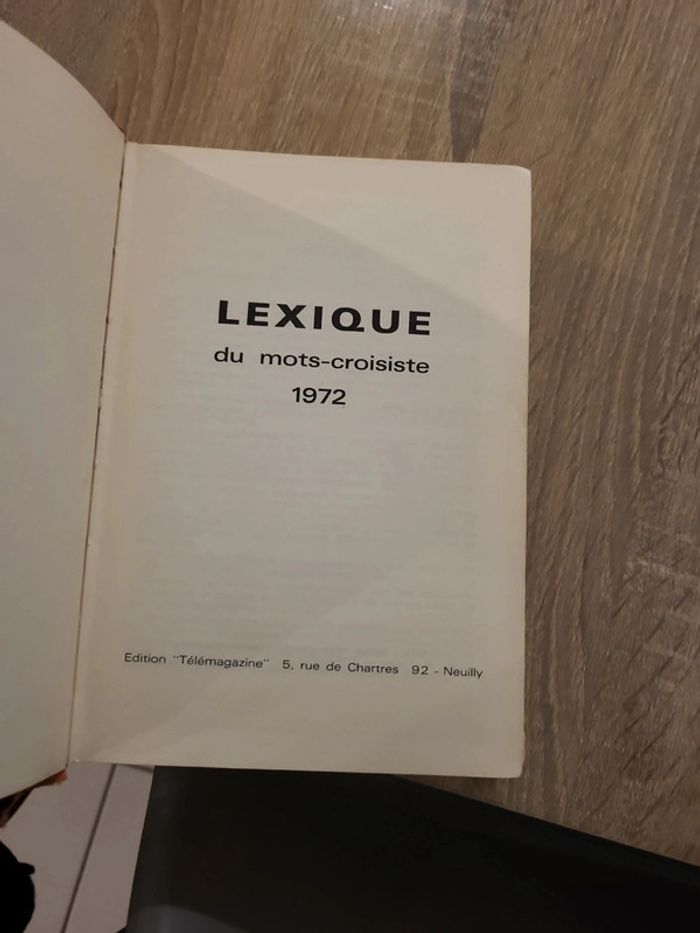 LEXIQUE
du mots-croisiste
1972
Edition "Télémagazine" 5, rue de Chartres 92 - Neuilly